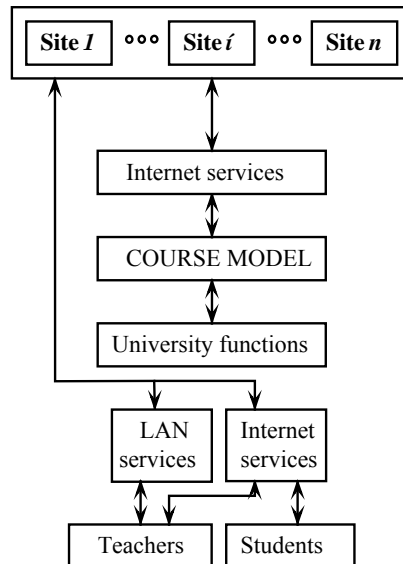 Site 1 °°° Site í °°° Site n
Internet services
COURSE MODEL
University functions
LAN services
Internet services
Teachers
Students